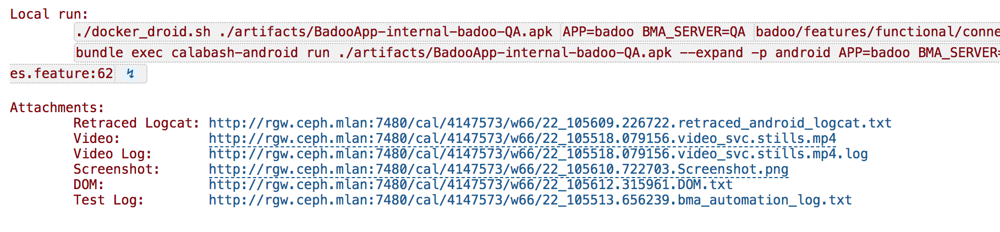 Local run:
./docker_droid.sh ./artifacts/BadooApp-internal-badoo-QA.apk APP=badoo BMA_SERVER=QA badoo/features/functional/conne
bundle exec calabash-android run ./artifacts/BadooApp-internal-badoo-QA.apk --expand -p android APP=badoo BMA_SERVER=
es.feature:62 ↯
Attachments:
Retraced Logcat: http://rgw.ceph.mlan:7480/cal/4147573/w66/22_105609.226722.retraced_android_logcat.txt
Video: http://rgw.ceph.mlan:7480/cal/4147573/w66/22_105518.079156.video_svc.stills.mp4
Video Log: http://rgw.ceph.mlan:7480/cal/4147573/w66/22_105518.079156.video_svc.stills.mp4.log
Screenshot: http://rgw.ceph.mlan:7480/cal/4147573/w66/22_105610.722703.Screenshot.png
DOM: http://rgw.ceph.mlan:7480/cal/4147573/w66/22_105612.315961.DOM.txt
Test Log: http://rgw.ceph.mlan:7480/cal/4147573/w66/22_105513.656239.bma_automation_log.txt